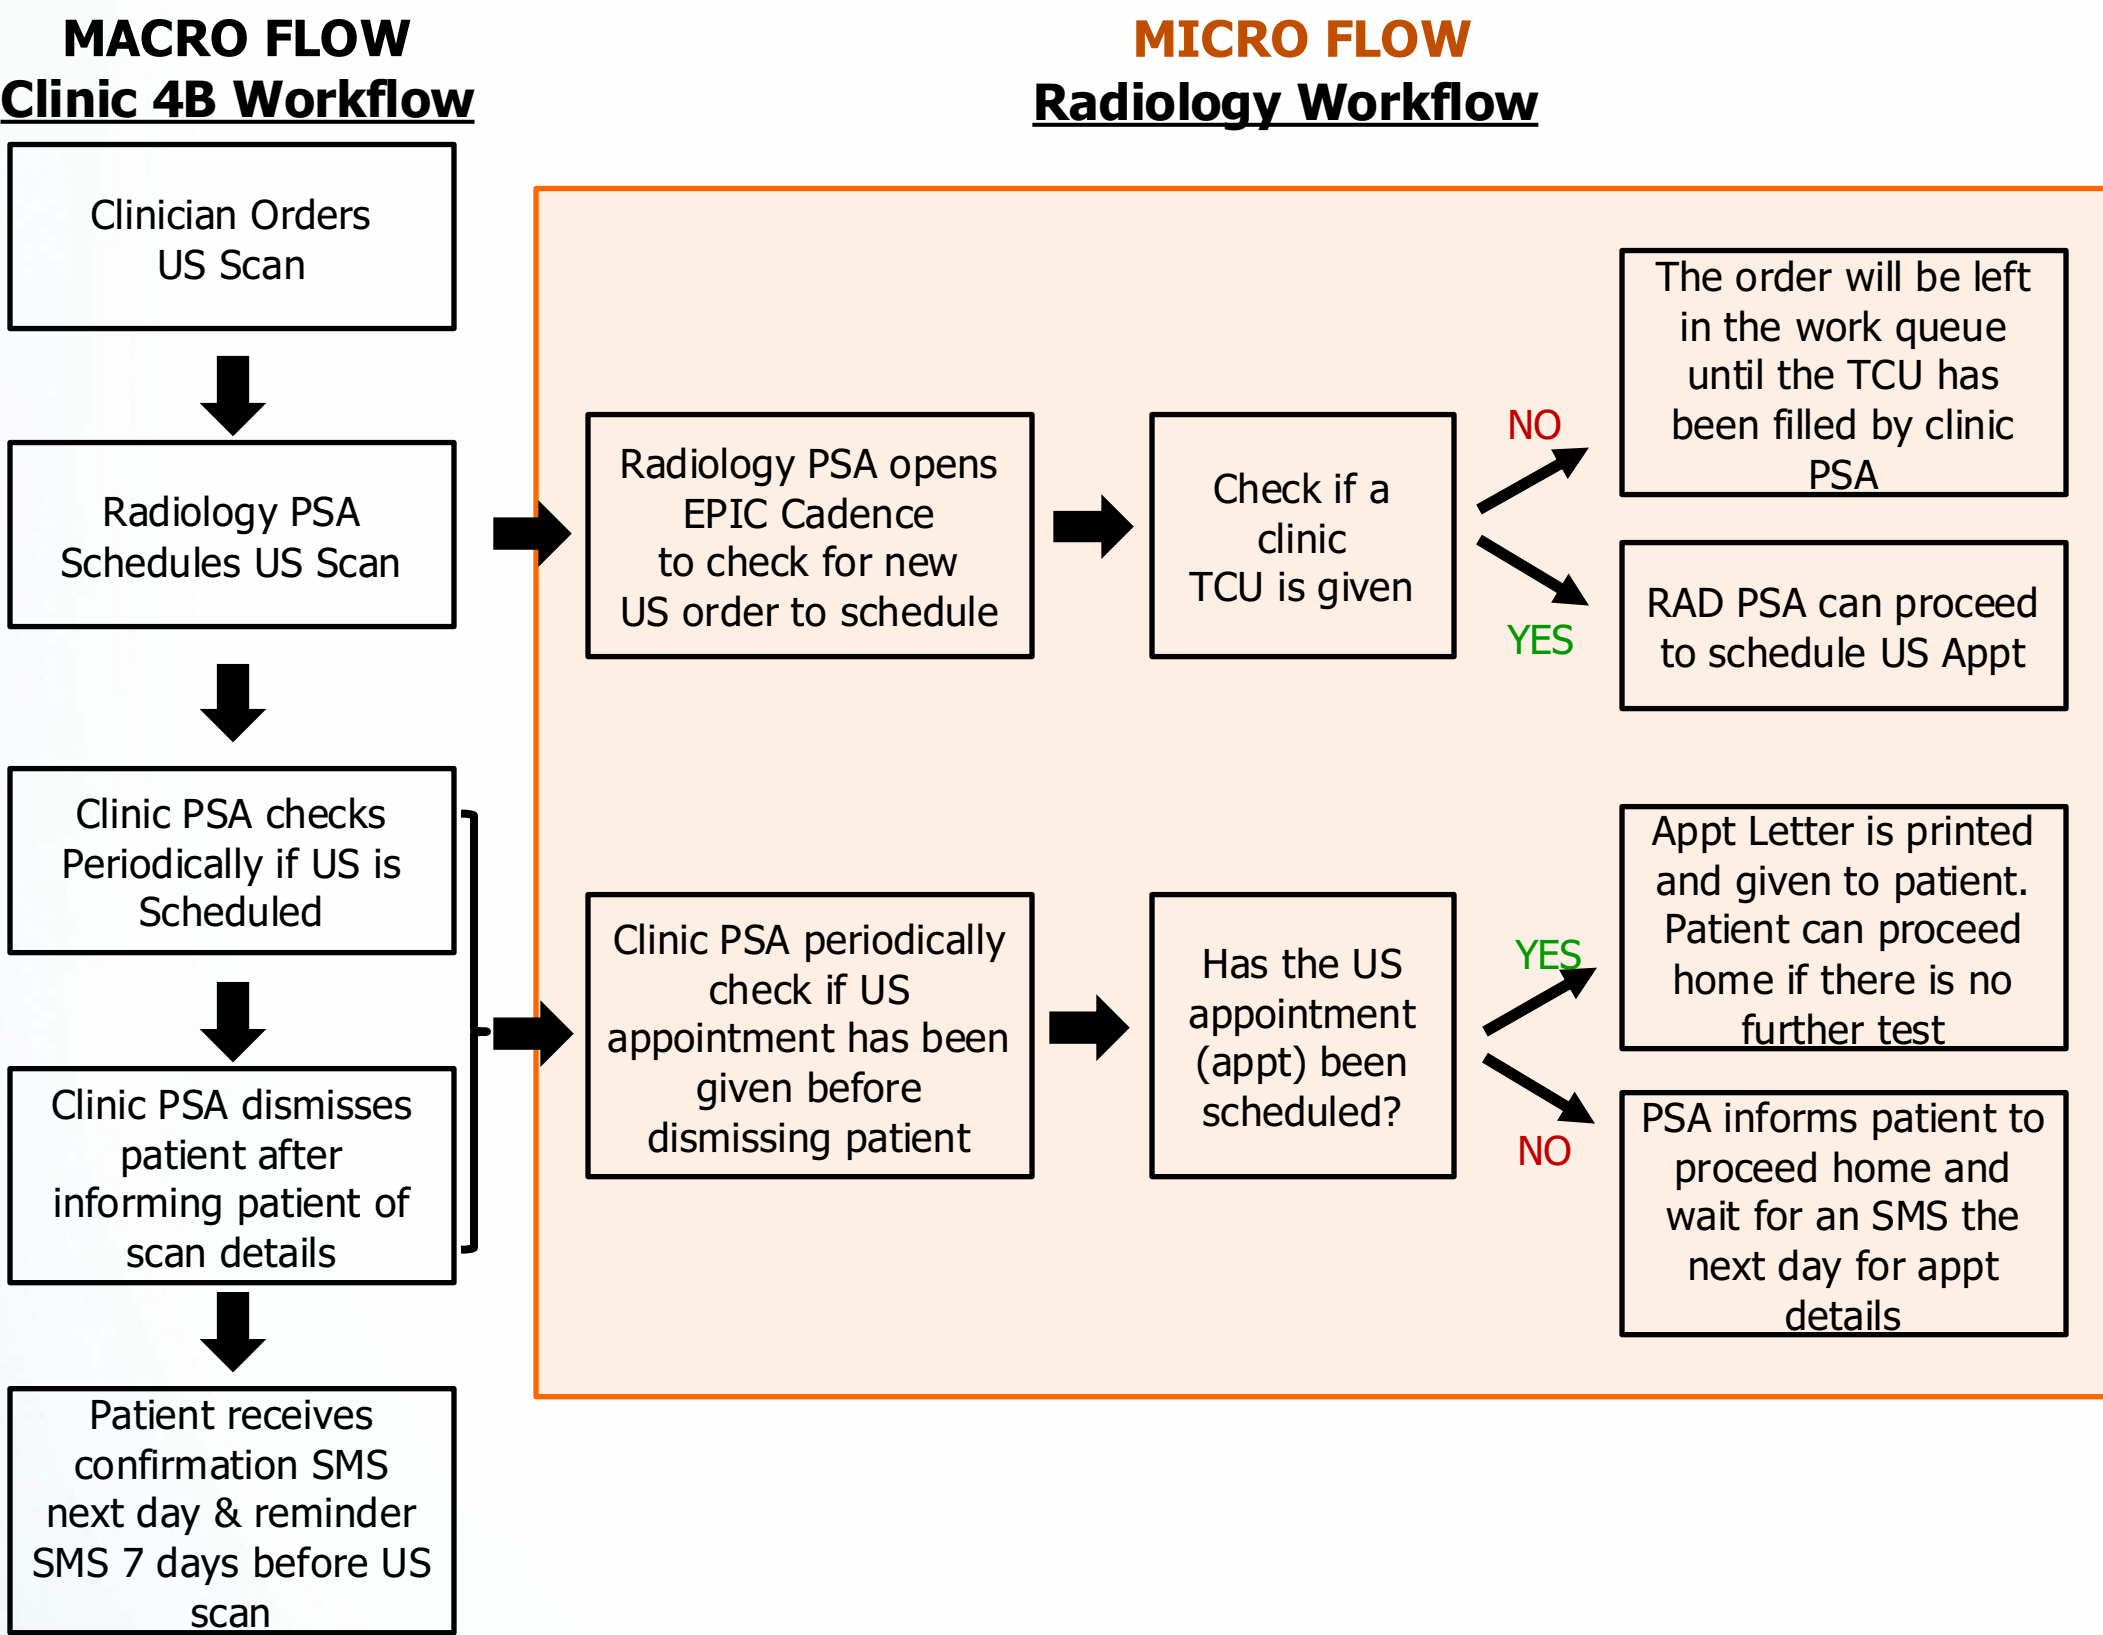 MACRO FLOW
Clinic 4B Workflow
Clinician Orders
US Scan
Radiology PSA
Schedules US Scan
Clinic PSA checks
Periodically if US is
Scheduled
Clinic PSA dismisses
patient after
informing patient of
scan details
Patient receives
confirmation SMS
next day & reminder
SMS 7 days before US
scan
MICRO FLOW
Radiology Workflow
Radiology PSA opens
EPIC Cadence
to check for new
US order to schedule
Check if a
clinic
TCU is given
NO
The order will be left
in the work queue
until the TCU has
been filled by clinic
PSA
YES
RAD PSA can proceed
to schedule US Appt
Clinic PSA periodically
check if US
appointment has been
given before
dismissing patient
Has the US
appointment
(appt) been
scheduled?
YES
Appt Letter is printed
and given to patient.
Patient can proceed
home if there is no
further test
NO
PSA informs patient to
proceed home and
wait for an SMS the
next day for appt
details